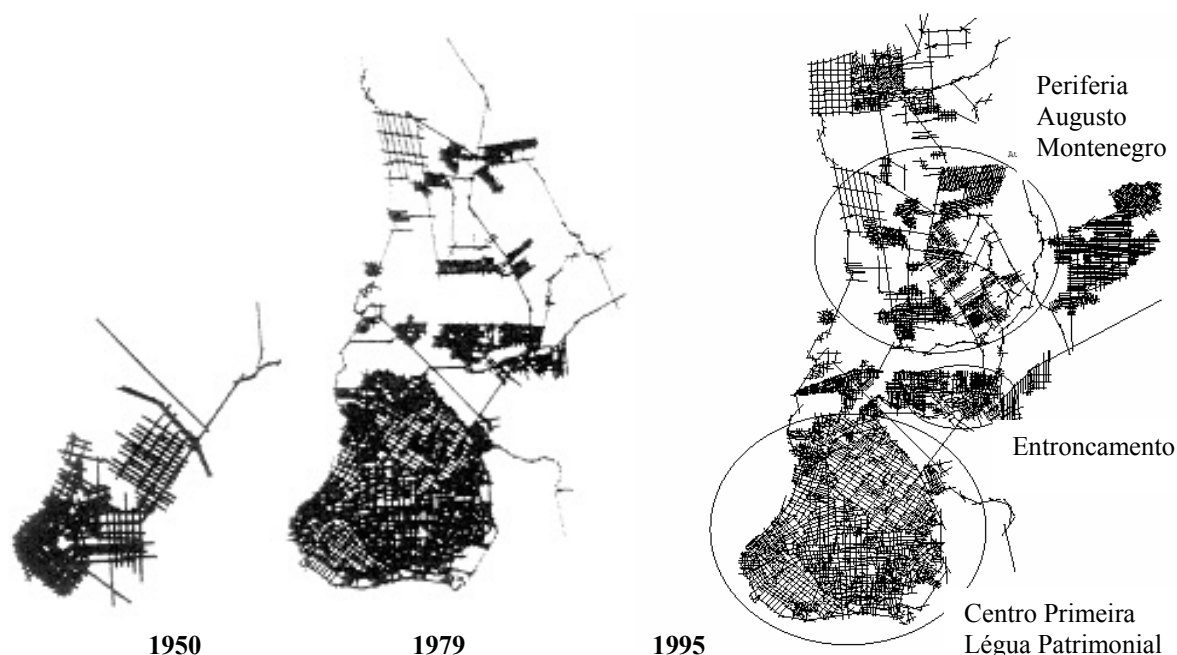 Periferia
Augusto
Montenegro
Entroncamento
Centro Primeira
Légua Patrimonial
1950
1979
1995